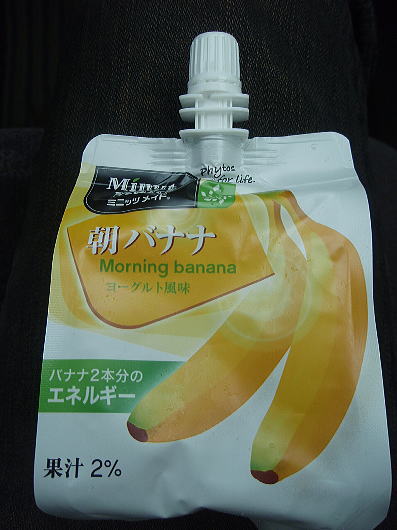 Phytos
for life.
Minute
ミニッツ メイド®
朝バナナ
Morning banana
ヨーグルト風味
バナナ2本分の
エネルギー
果汁 2%